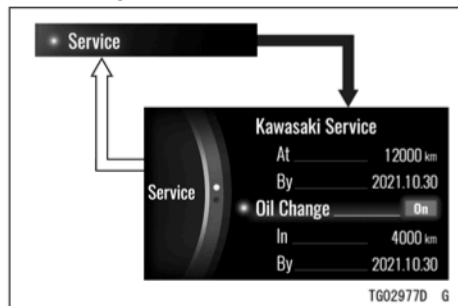 Service
Kawasaki Service
At 12000 km
By 2021.10.30
Service
Oil Change On
In 4000 km
By 2021.10.30
TG02977D G